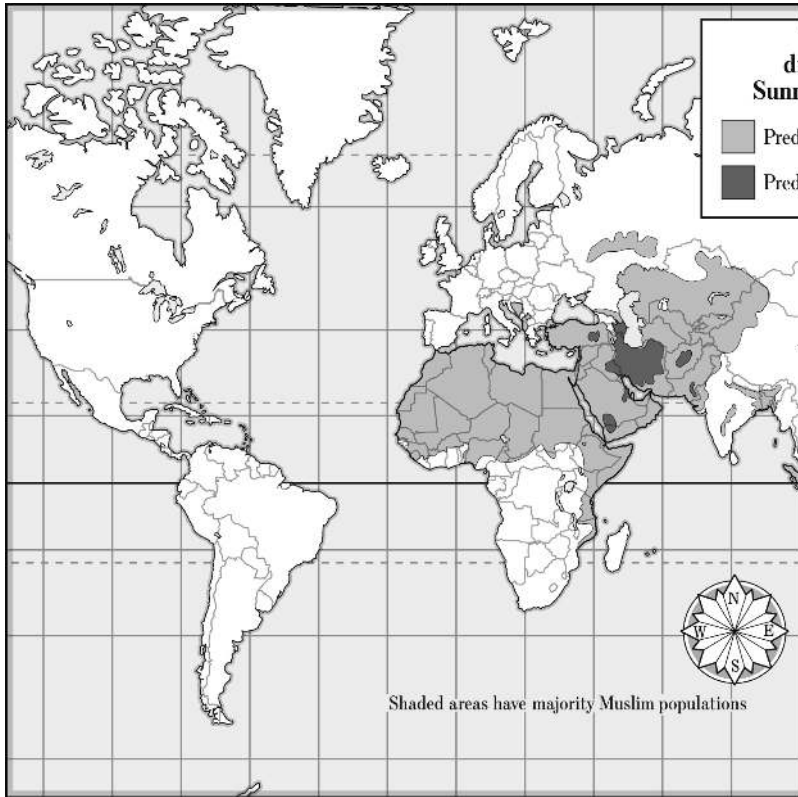 d
Sunn
Pred
Pred
N
W E
S
Shaded areas have majority Muslim populations